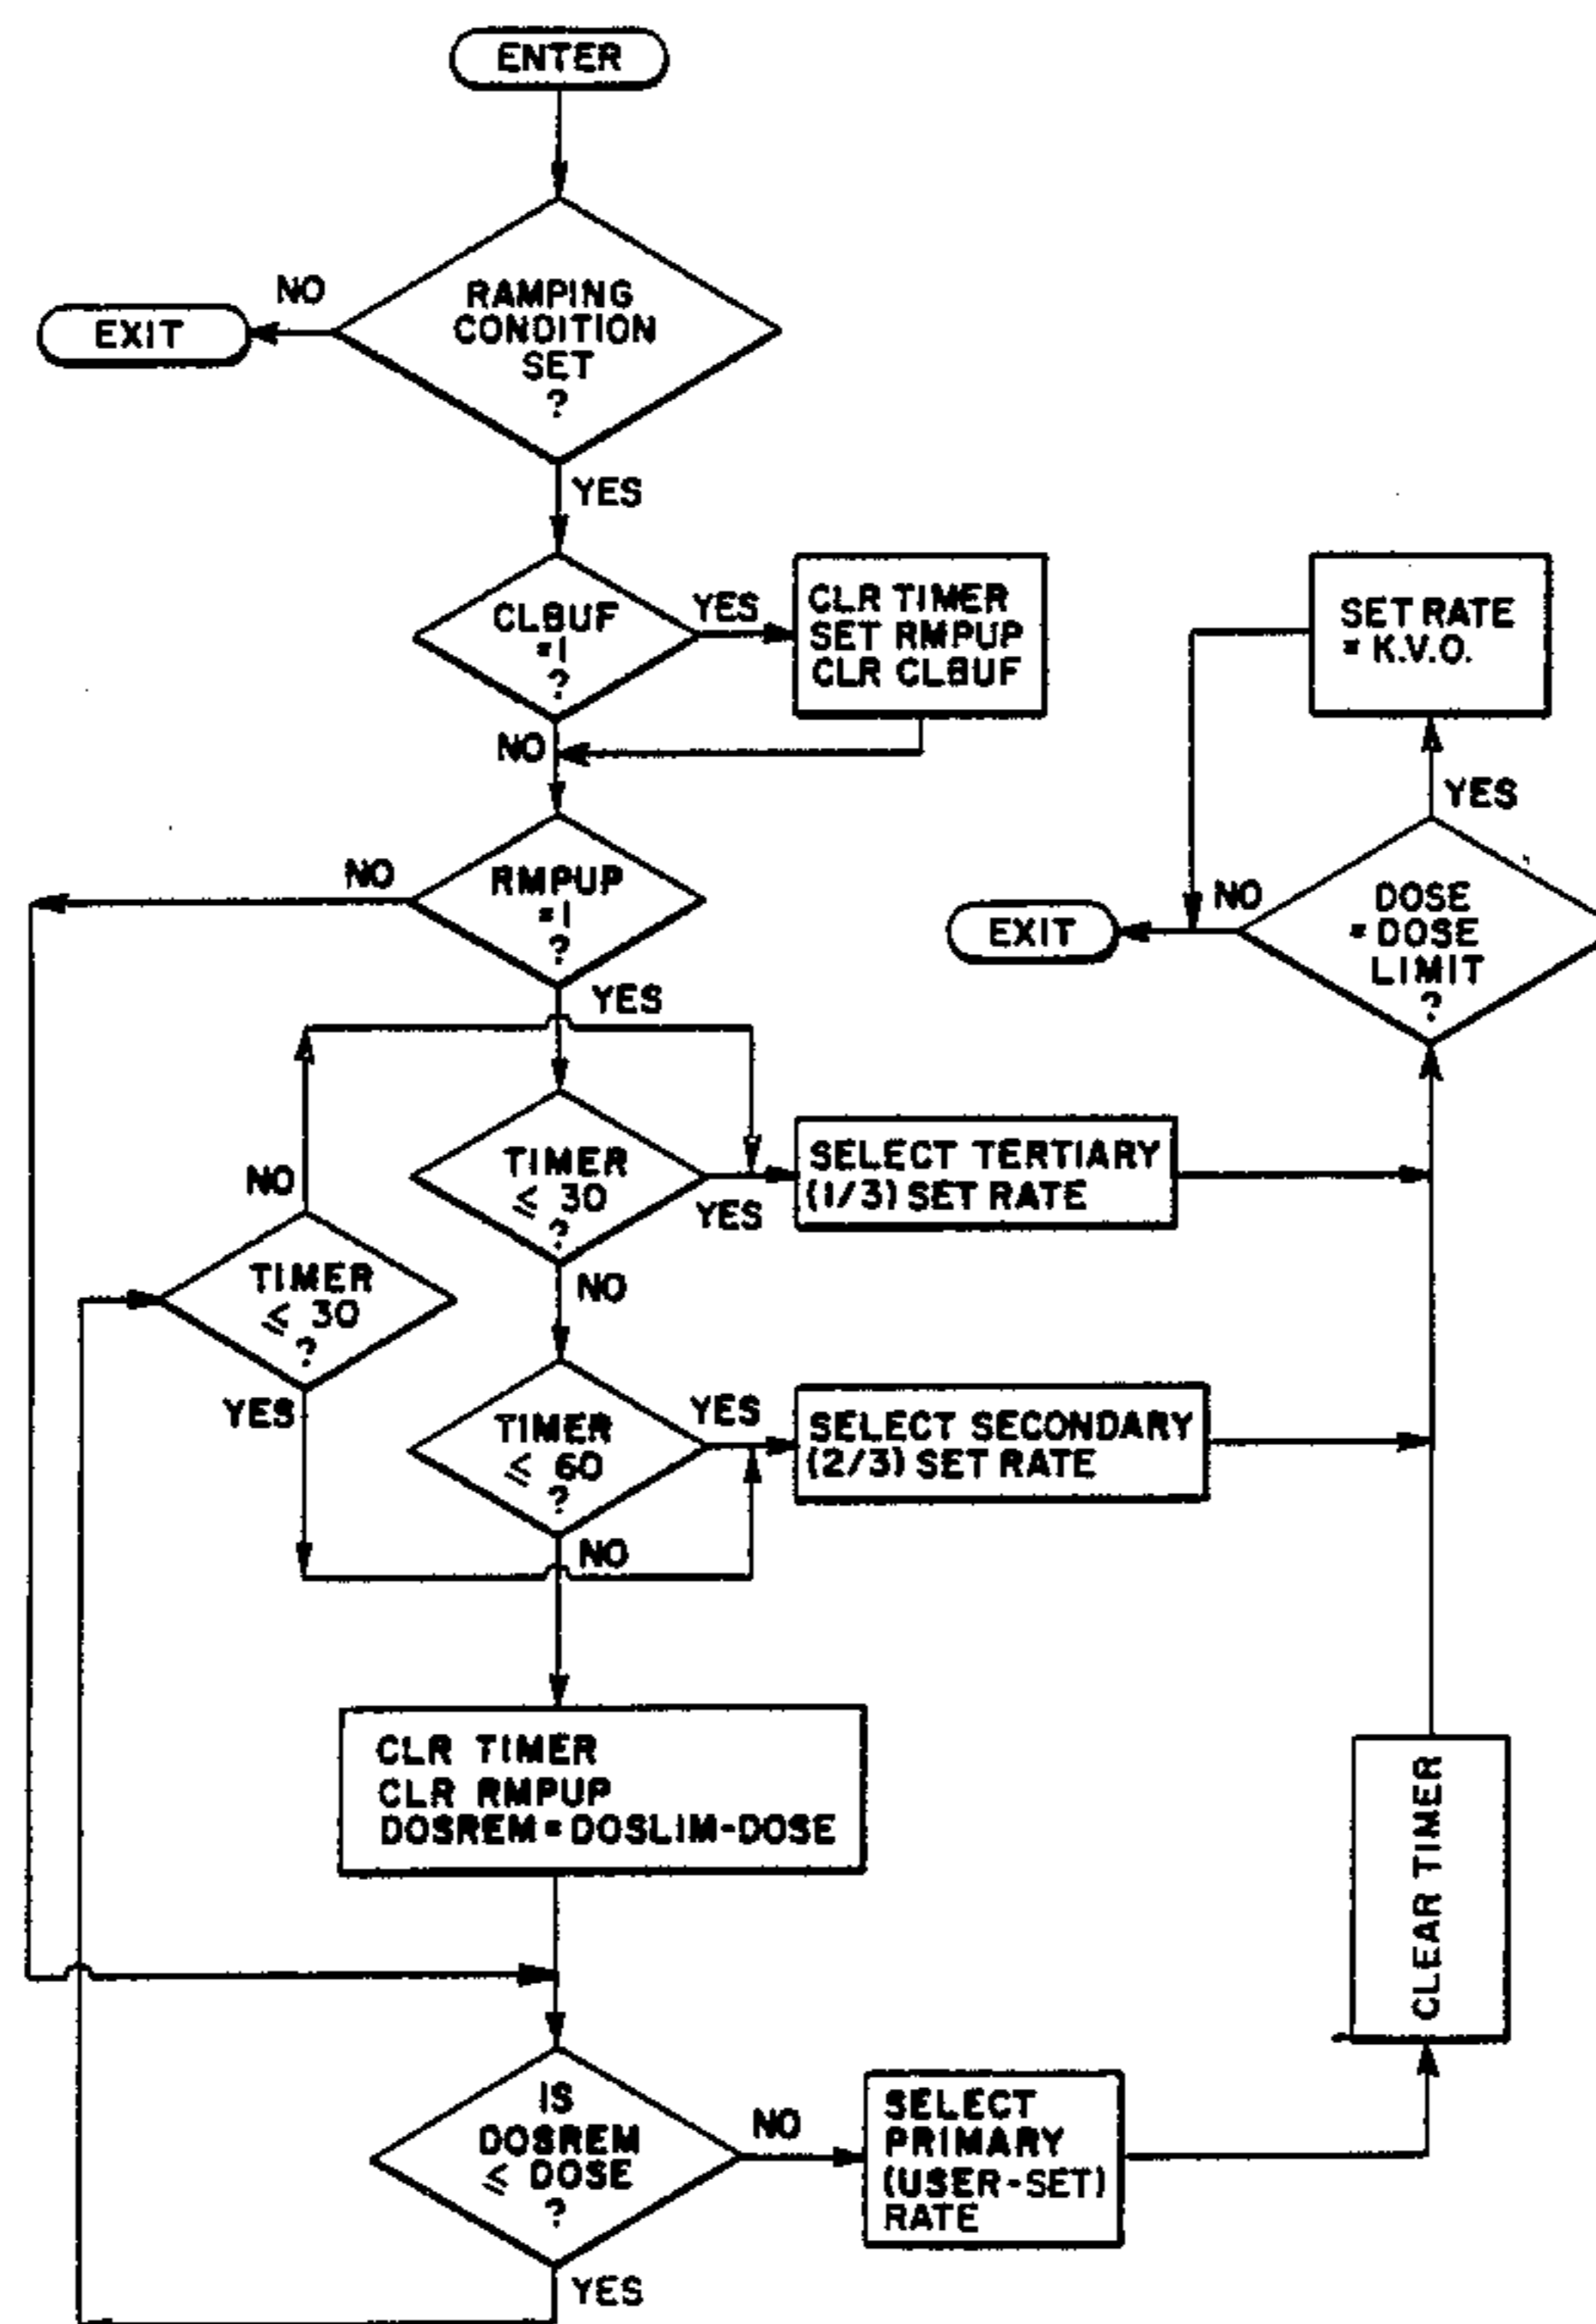 ENTER
NO
RAMPING
CONDITION
SET
?
EXIT
YES
CLBUF
=1
?
YES
CLR TIMER
SET RMPUP
CLR CLBUF
SET RATE
= K.V.O.
NO
YES
NO
RMPUP
=1
?
NO
DOSE
= DOSE
LIMIT
?
EXIT
YES
TIMER
≤ 30
?
YES
SELECT TERTIARY
(1/3) SET RATE
NO
TIMER
≤ 30
?
NO
YES
TIMER
≤ 60
?
YES
SELECT SECONDARY
(2/3) SET RATE
NO
CLR TIMER
CLR RMPUP
DOSREM = DOSLIM-DOSE
CLEAR TIMER
IS
DOSREM
≤ DOSE
?
NO
SELECT
PRIMARY
(USER-SET)
RATE
YES